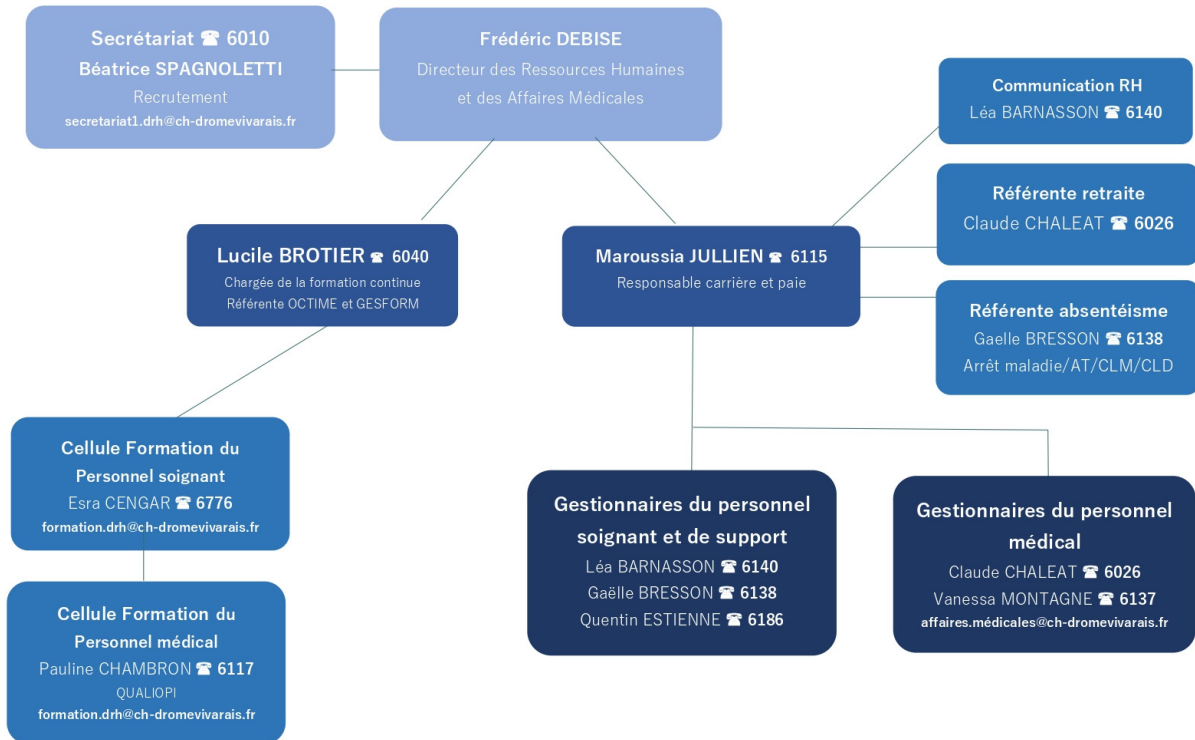 Secrétariat ☎ 6010
Béatrice SPAGNOLETTI
Recrutement
secretariat1.drh@ch-dromevivarais.fr
Frédéric DEBISE
Directeur des Ressources Humaines
et des Affaires Médicales
Communication RH
Léa BARNASSON ☎ 6140
Référente retraite
Claude CHALEAT ☎ 6026
Lucile BROTIER ☎ 6040
Chargée de la formation continue
Référente OCTIME et GESFORM
Maroussia JULLIEN ☎ 6115
Responsable carrière et paie
Référente absentéisme
Gaelle BRESSON ☎ 6138
Arrêt maladie/AT/CLM/CLD
Cellule Formation du
Personnel soignant
Esra CENGAR ☎ 6776
formation.drh@ch-dromevivarais.fr
Cellule Formation du
Personnel médical
Pauline CHAMBRON ☎ 6117
QUALIOPI
formation.drh@ch-dromevivarais.fr
Gestionnaires du personnel
soignant et de support
Léa BARNASSON ☎ 6140
Gaëlle BRESSON ☎ 6138
Quentin ESTIENNE ☎ 6186
Gestionnaires du personnel
médical
Claude CHALEAT ☎ 6026
Vanessa MONTAGNE ☎ 6137
affaires.médicales@ch-dromevivarais.fr